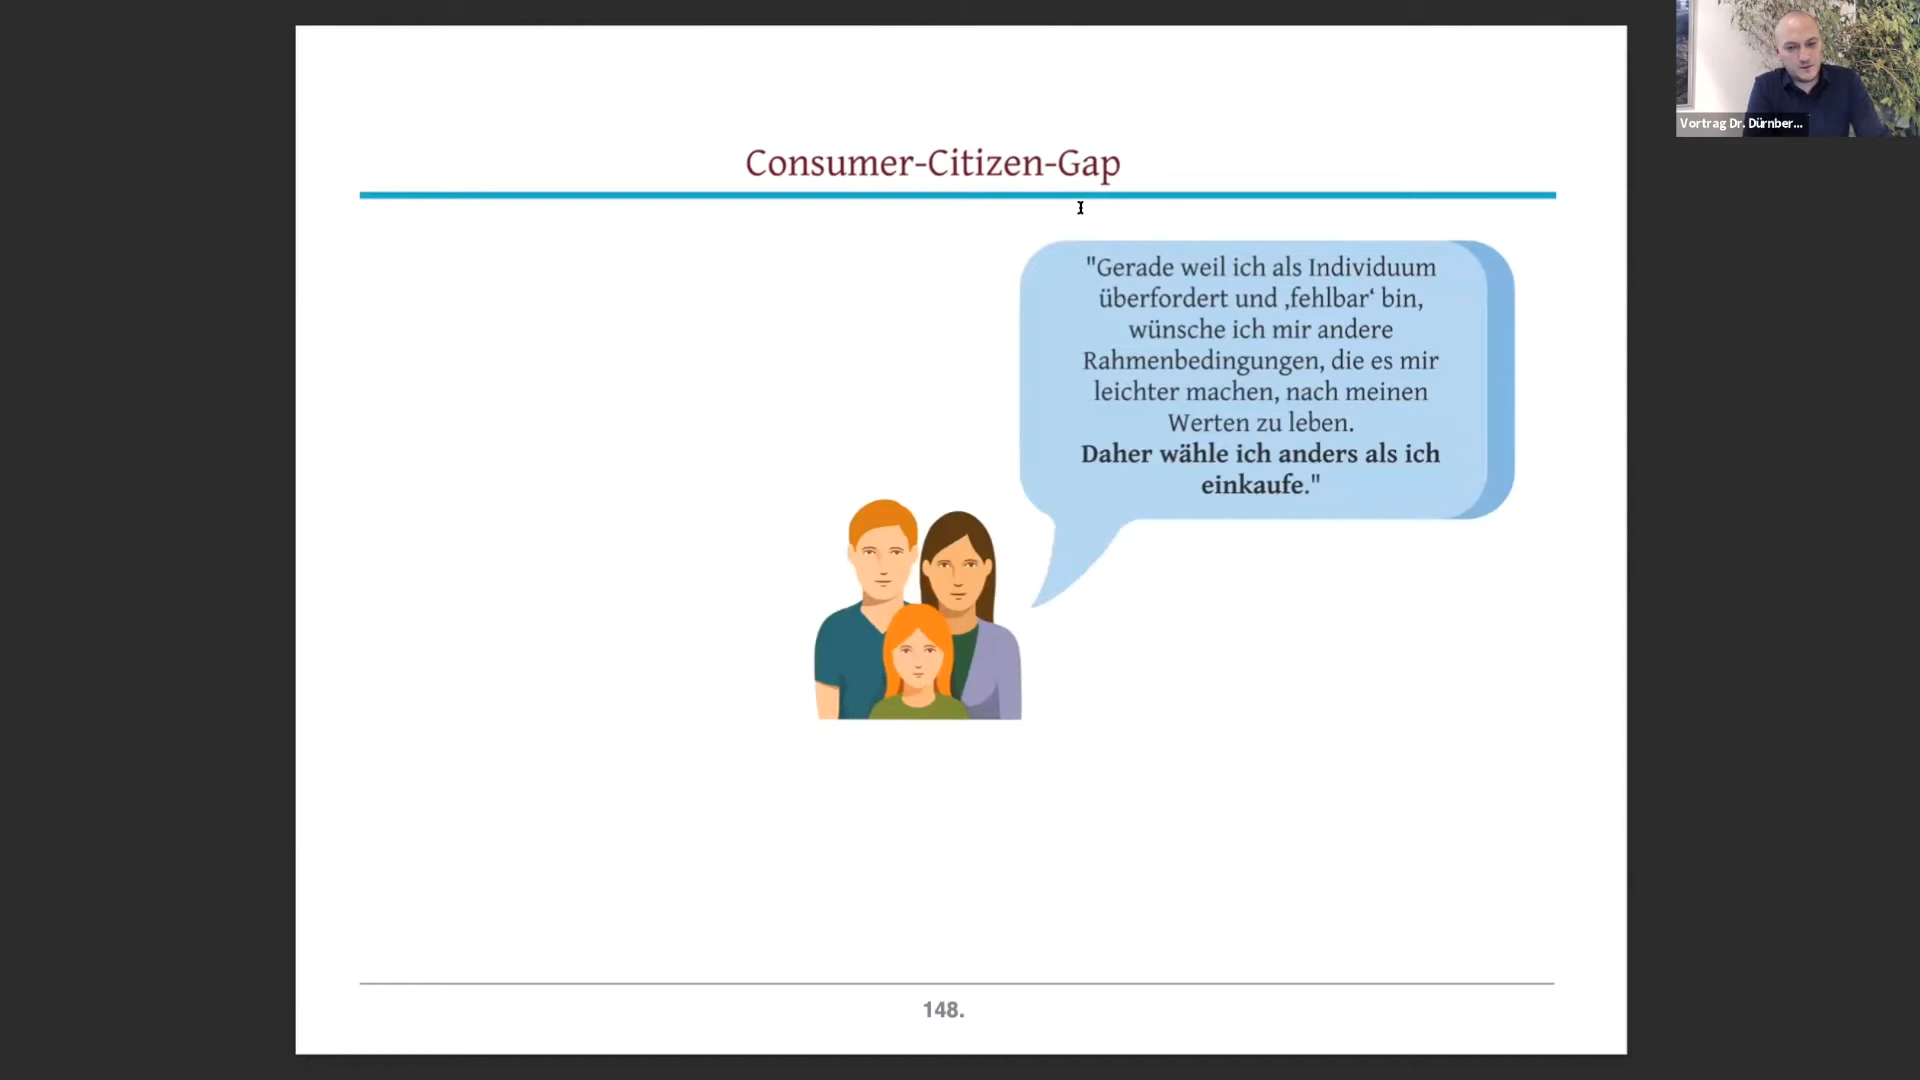 Consumer-Citizen-Gap
"Gerade weil ich als Individuum
überfordert und ‚fehlbar‘ bin,
wünsche ich mir andere
Rahmenbedingungen, die es mir
leichter machen, nach meinen
Werten zu leben.
Daher wähle ich anders als ich
einkaufe."
148.
Vortrag Dr. Dürnber...